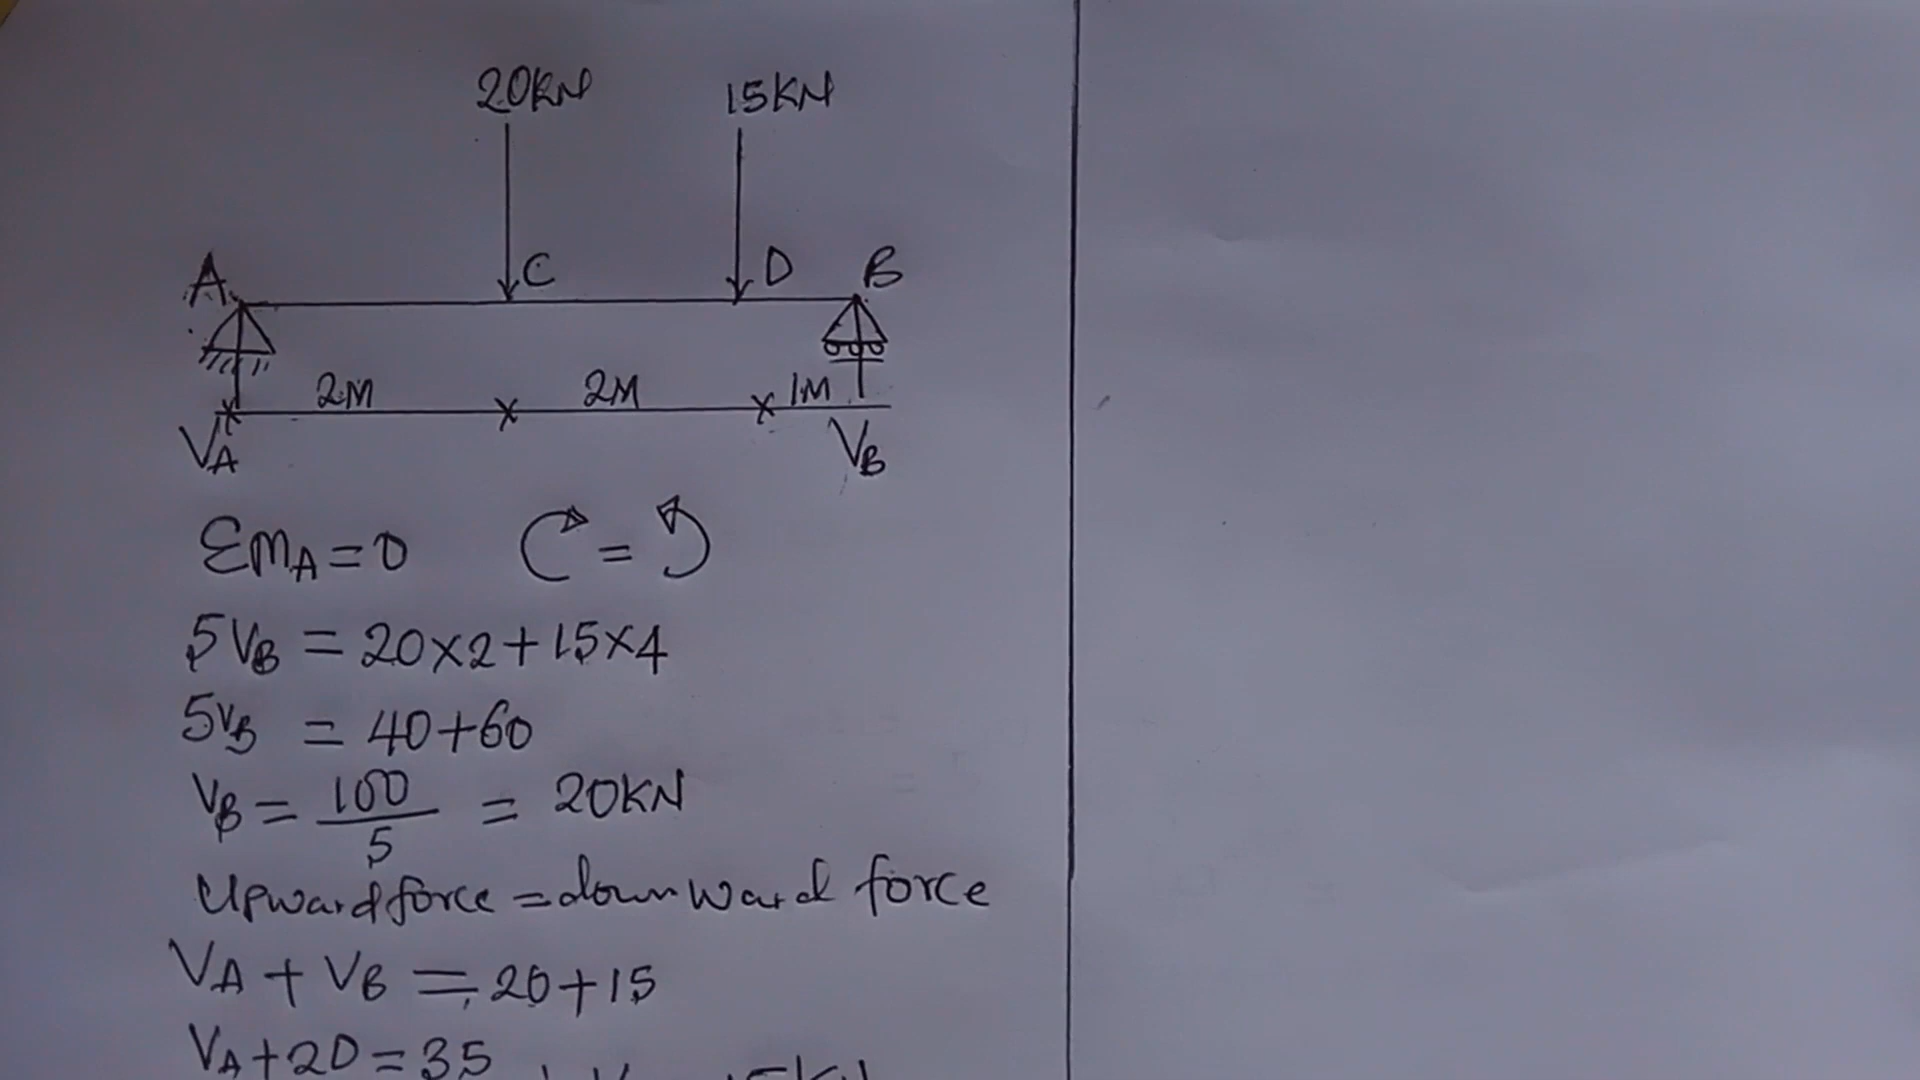 20KN 15KN
A C D B
2M 2M 1M
VA VB
ΣMA=0 =
5VB = 20×2+15×4
5VB = 40+60
VB = 100/5 = 20KN
Upward force = downward force
VA + VB = 20+15
VA+20=35